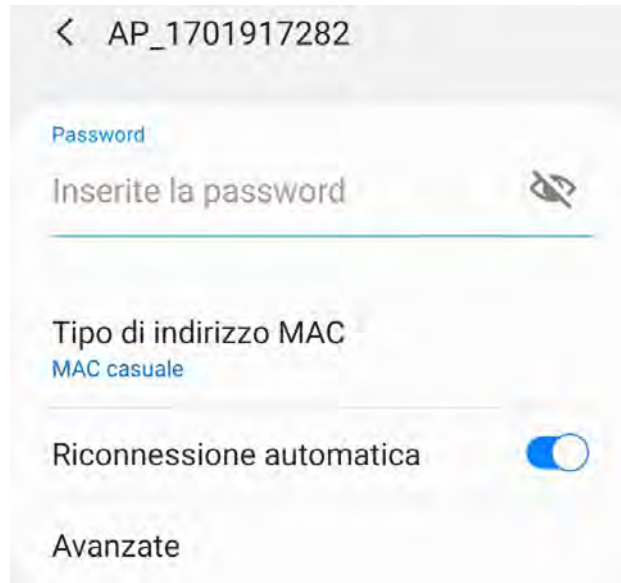 AP_1701917282
Password
Inserite la password
Tipo di indirizzo MAC
MAC casuale
Riconnessione automatica
Avanzate